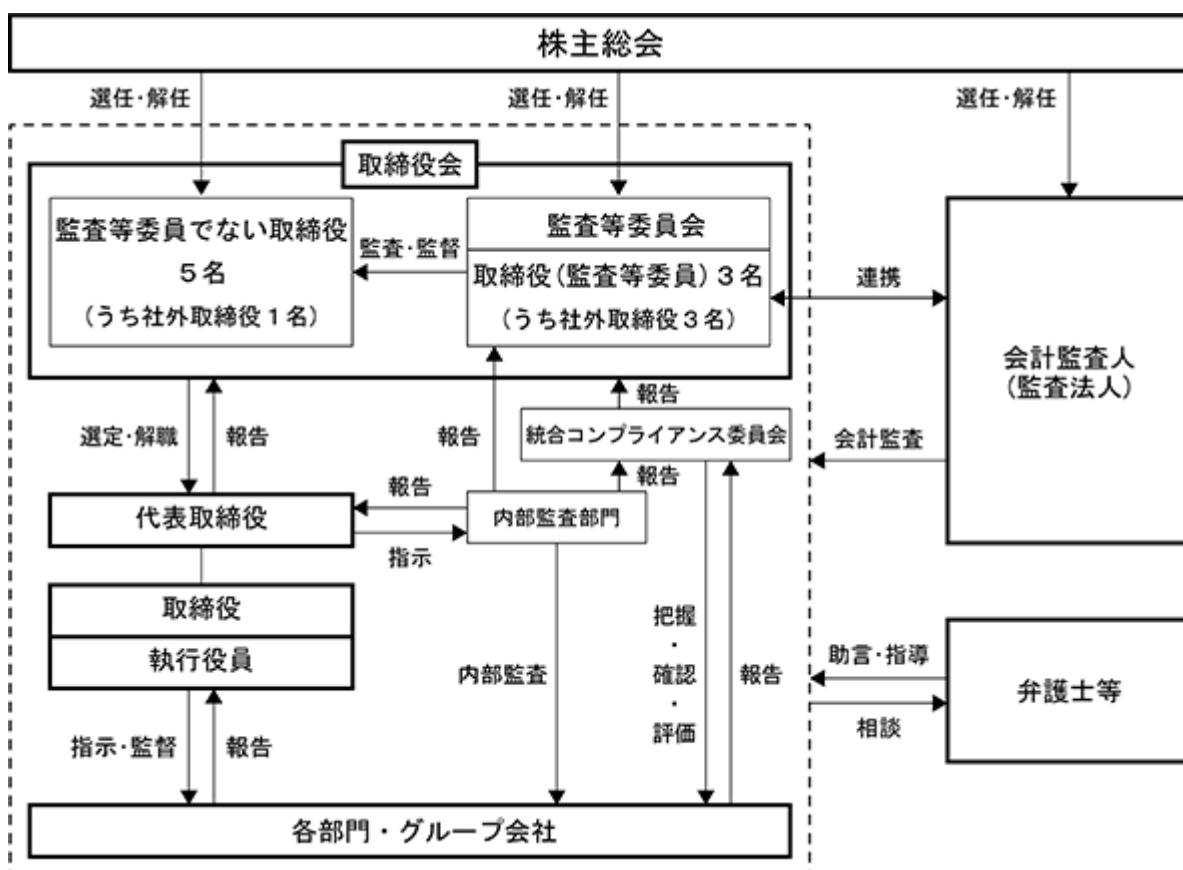 株主総会
選任・解任
選任・解任
選任・解任
取締役会
監査等委員でない取締役
５名
（うち社外取締役１名）
監査・監督
監査等委員会
取締役（監査等委員）３名
（うち社外取締役３名）
連携
会計監査人
（監査法人）
選定・解職
報告
報告
報告
統合コンプライアンス委員会
会計監査
報告
報告
代表取締役
内部監査部門
指示
取締役
執行役員
内部監査
把握
・
確認
・
評価
報告
助言・指導
弁護士等
相談
指示・監督
報告
各部門・グループ会社